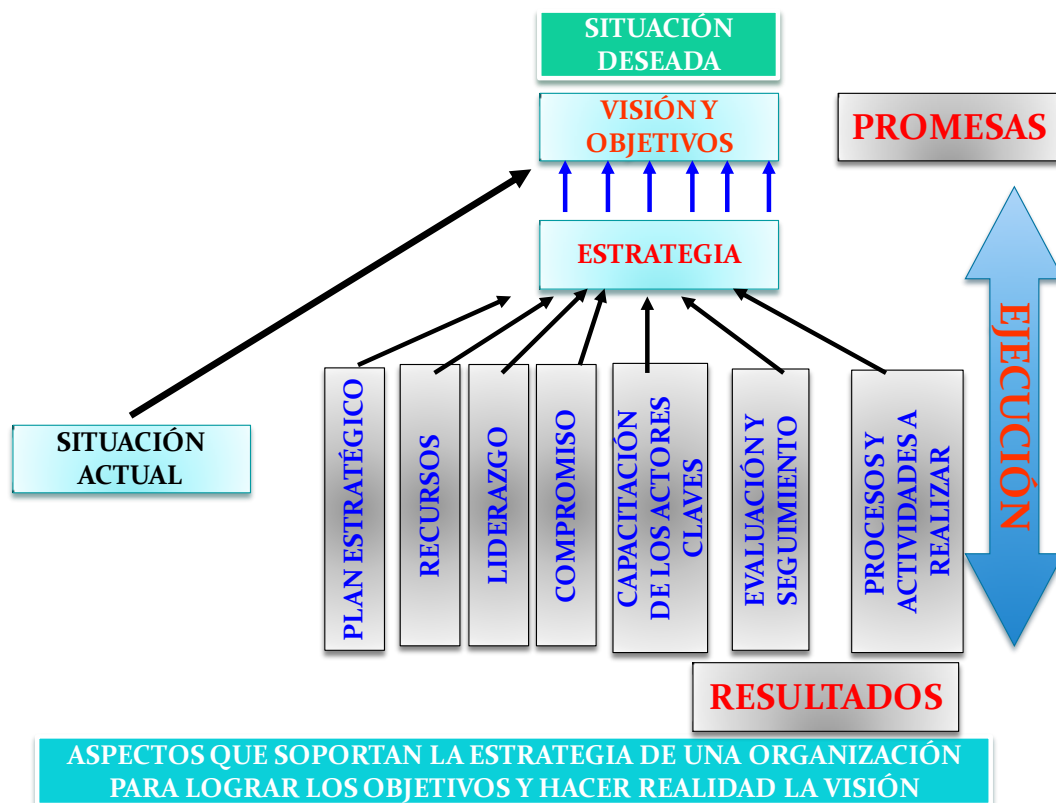 SITUACIÓN
DESEADA
VISIÓN Y
OBJETIVOS
PROMESAS
ESTRATEGIA
EJECUCIÓN
SITUACIÓN
ACTUAL
PLAN ESTRATÉGICO
RECURSOS
LIDERAZGO
COMPROMISO
CAPACITACIÓN
DE LOS ACTORES
CLAVES
EVALUACIÓN Y
SEGUIMIENTO
PROCESOS Y
ACTIVIDADES A
REALIZAR
RESULTADOS
ASPECTOS QUE SOPORTAN LA ESTRATEGIA DE UNA ORGANIZACIÓN
PARA LOGRAR LOS OBJETIVOS Y HACER REALIDAD LA VISIÓN